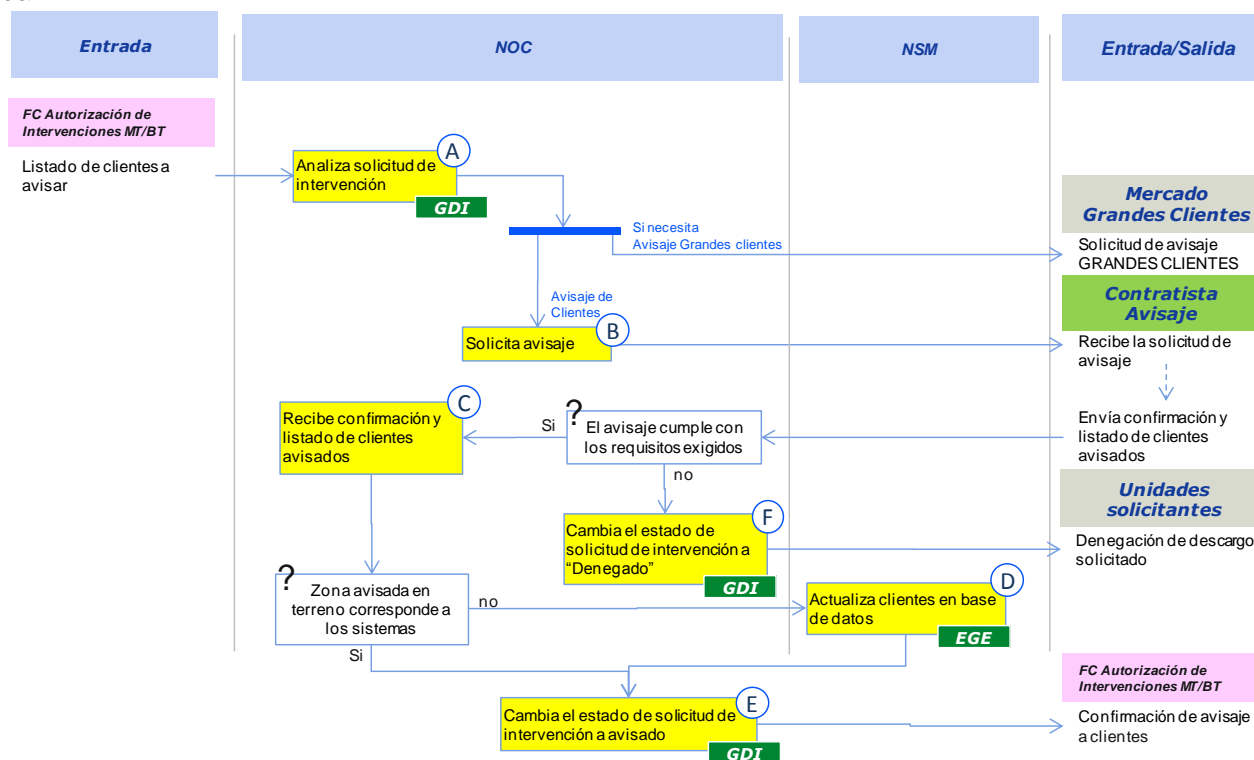 Entrada
NOC
NSM
Entrada/Salida
FC Autorización de
Intervenciones MT/BT
Listado de clientes a
avisar
A
Analiza solicitud de
intervención
GDI
Si necesita
Avisaje Grandes clientes
Mercado
Grandes Clientes
Solicitud de avisaje
GRANDES CLIENTES
Avisaje de
Clientes
B
Solicita avisaje
Contratista
Avisaje
Recibe la solicitud de
avisaje
C
Recibe confirmación y
listado de clientes
avisados
Si
?
El avisaje cumple con
los requisitos exigidos
no
Envía confirmación y
listado de clientes
avisados
Unidades
solicitantes
F
Cambia el estado de
solicitud de intervención a
“Denegado”
GDI
Denegación de descargo
solicitado
?
Zona avisada en
terreno corresponde a
los sistemas
no
Si
D
Actualiza clientes en base
de datos
EGE
E
Cambia el estado de solicitud de
intervención a avisado
GDI
FC Autorización de
Intervenciones MT/BT
Confirmación de avisaje
a clientes